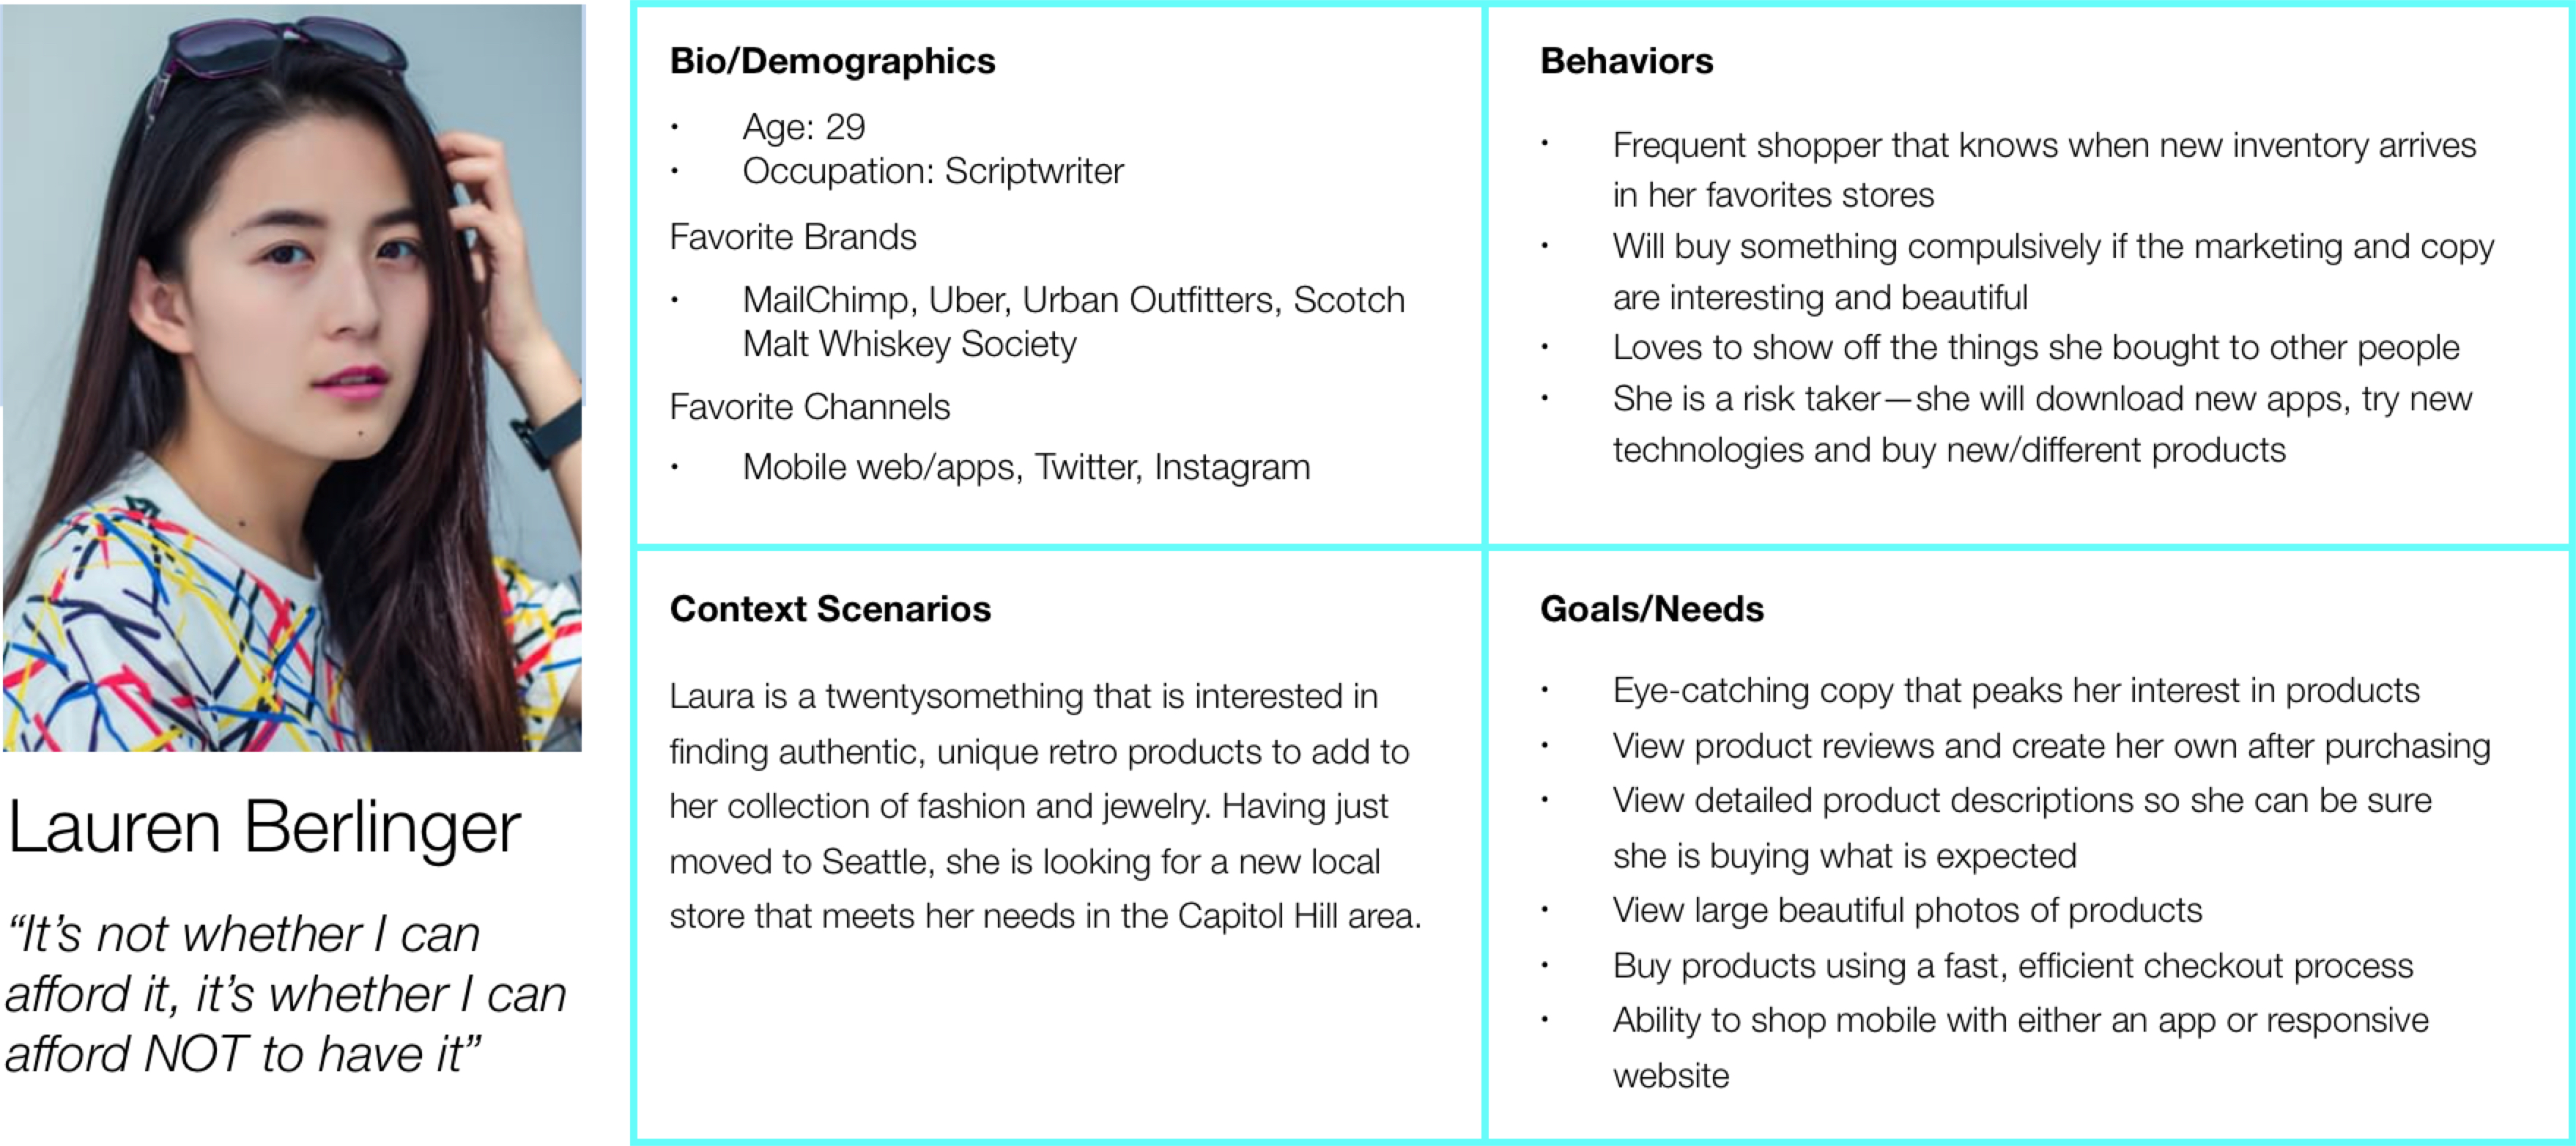 Lauren Berlinger
“It’s not whether I can
afford it, it’s whether I can
afford NOT to have it”
Bio/Demographics
• Age: 29
• Occupation: Scriptwriter
Favorite Brands
• MailChimp, Uber, Urban Outfitters, Scotch
Malt Whiskey Society
Favorite Channels
• Mobile web/apps, Twitter, Instagram
Behaviors
• Frequent shopper that knows when new inventory arrives
in her favorites stores
• Will buy something compulsively if the marketing and copy
are interesting and beautiful
• Loves to show off the things she bought to other people
• She is a risk taker—she will download new apps, try new
technologies and buy new/different products
Context Scenarios
Laura is a twentysomething that is interested in
finding authentic, unique retro products to add to
her collection of fashion and jewelry. Having just
moved to Seattle, she is looking for a new local
store that meets her needs in the Capitol Hill area.
Goals/Needs
• Eye-catching copy that peaks her interest in products
• View product reviews and create her own after purchasing
• View detailed product descriptions so she can be sure
she is buying what is expected
• View large beautiful photos of products
• Buy products using a fast, efficient checkout process
• Ability to shop mobile with either an app or responsive
website